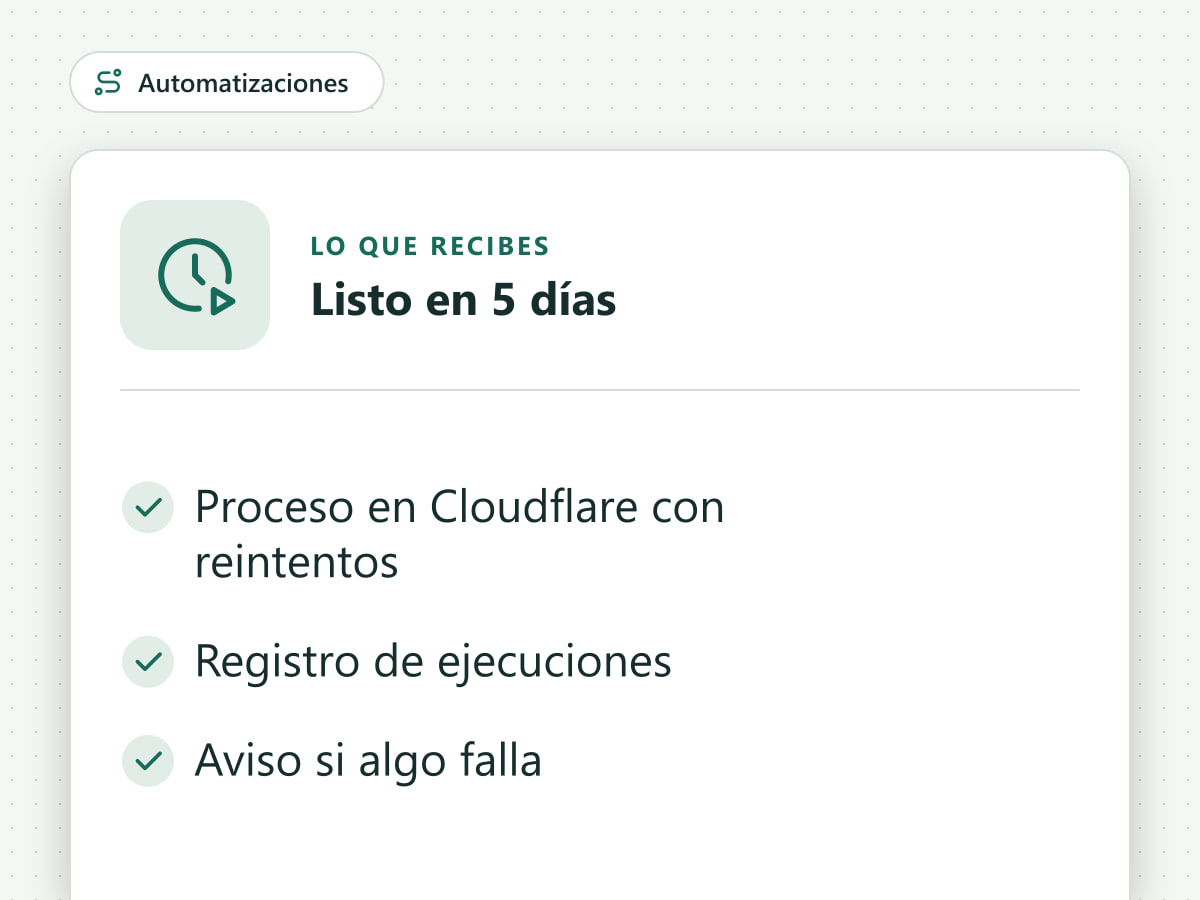 Automatizaciones
LO QUE RECIBES
Listo en 5 días
Proceso en Cloudflare con
reintentos
Registro de ejecuciones
Aviso si algo falla